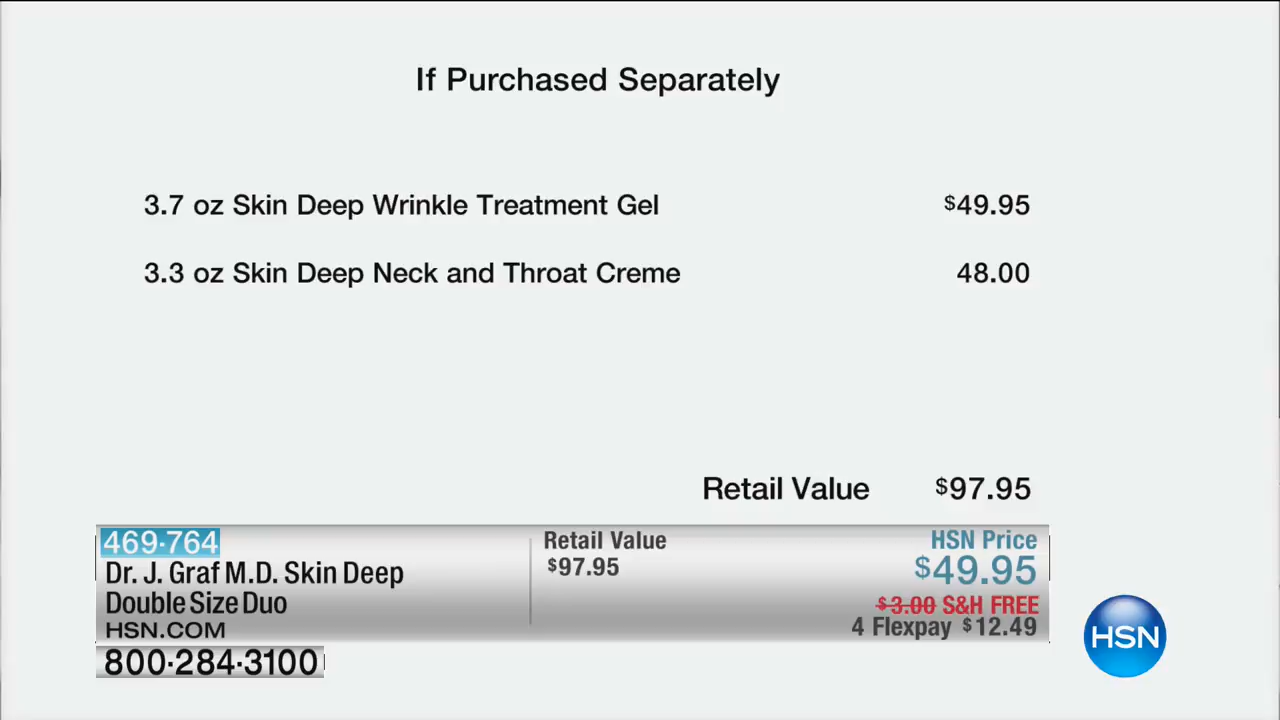 If Purchased Separately
3.7 oz Skin Deep Wrinkle Treatment Gel $49.95
3.3 oz Skin Deep Neck and Throat Creme 48.00
Retail Value $97.95
469·764
Dr. J. Graf M.D. Skin Deep
Double Size Duo
HSN.COM
800·284·3100
Retail Value
$97.95
HSN Price
$49.95
$3.00 S&H FREE
4 Flexpay $12.49
HSN